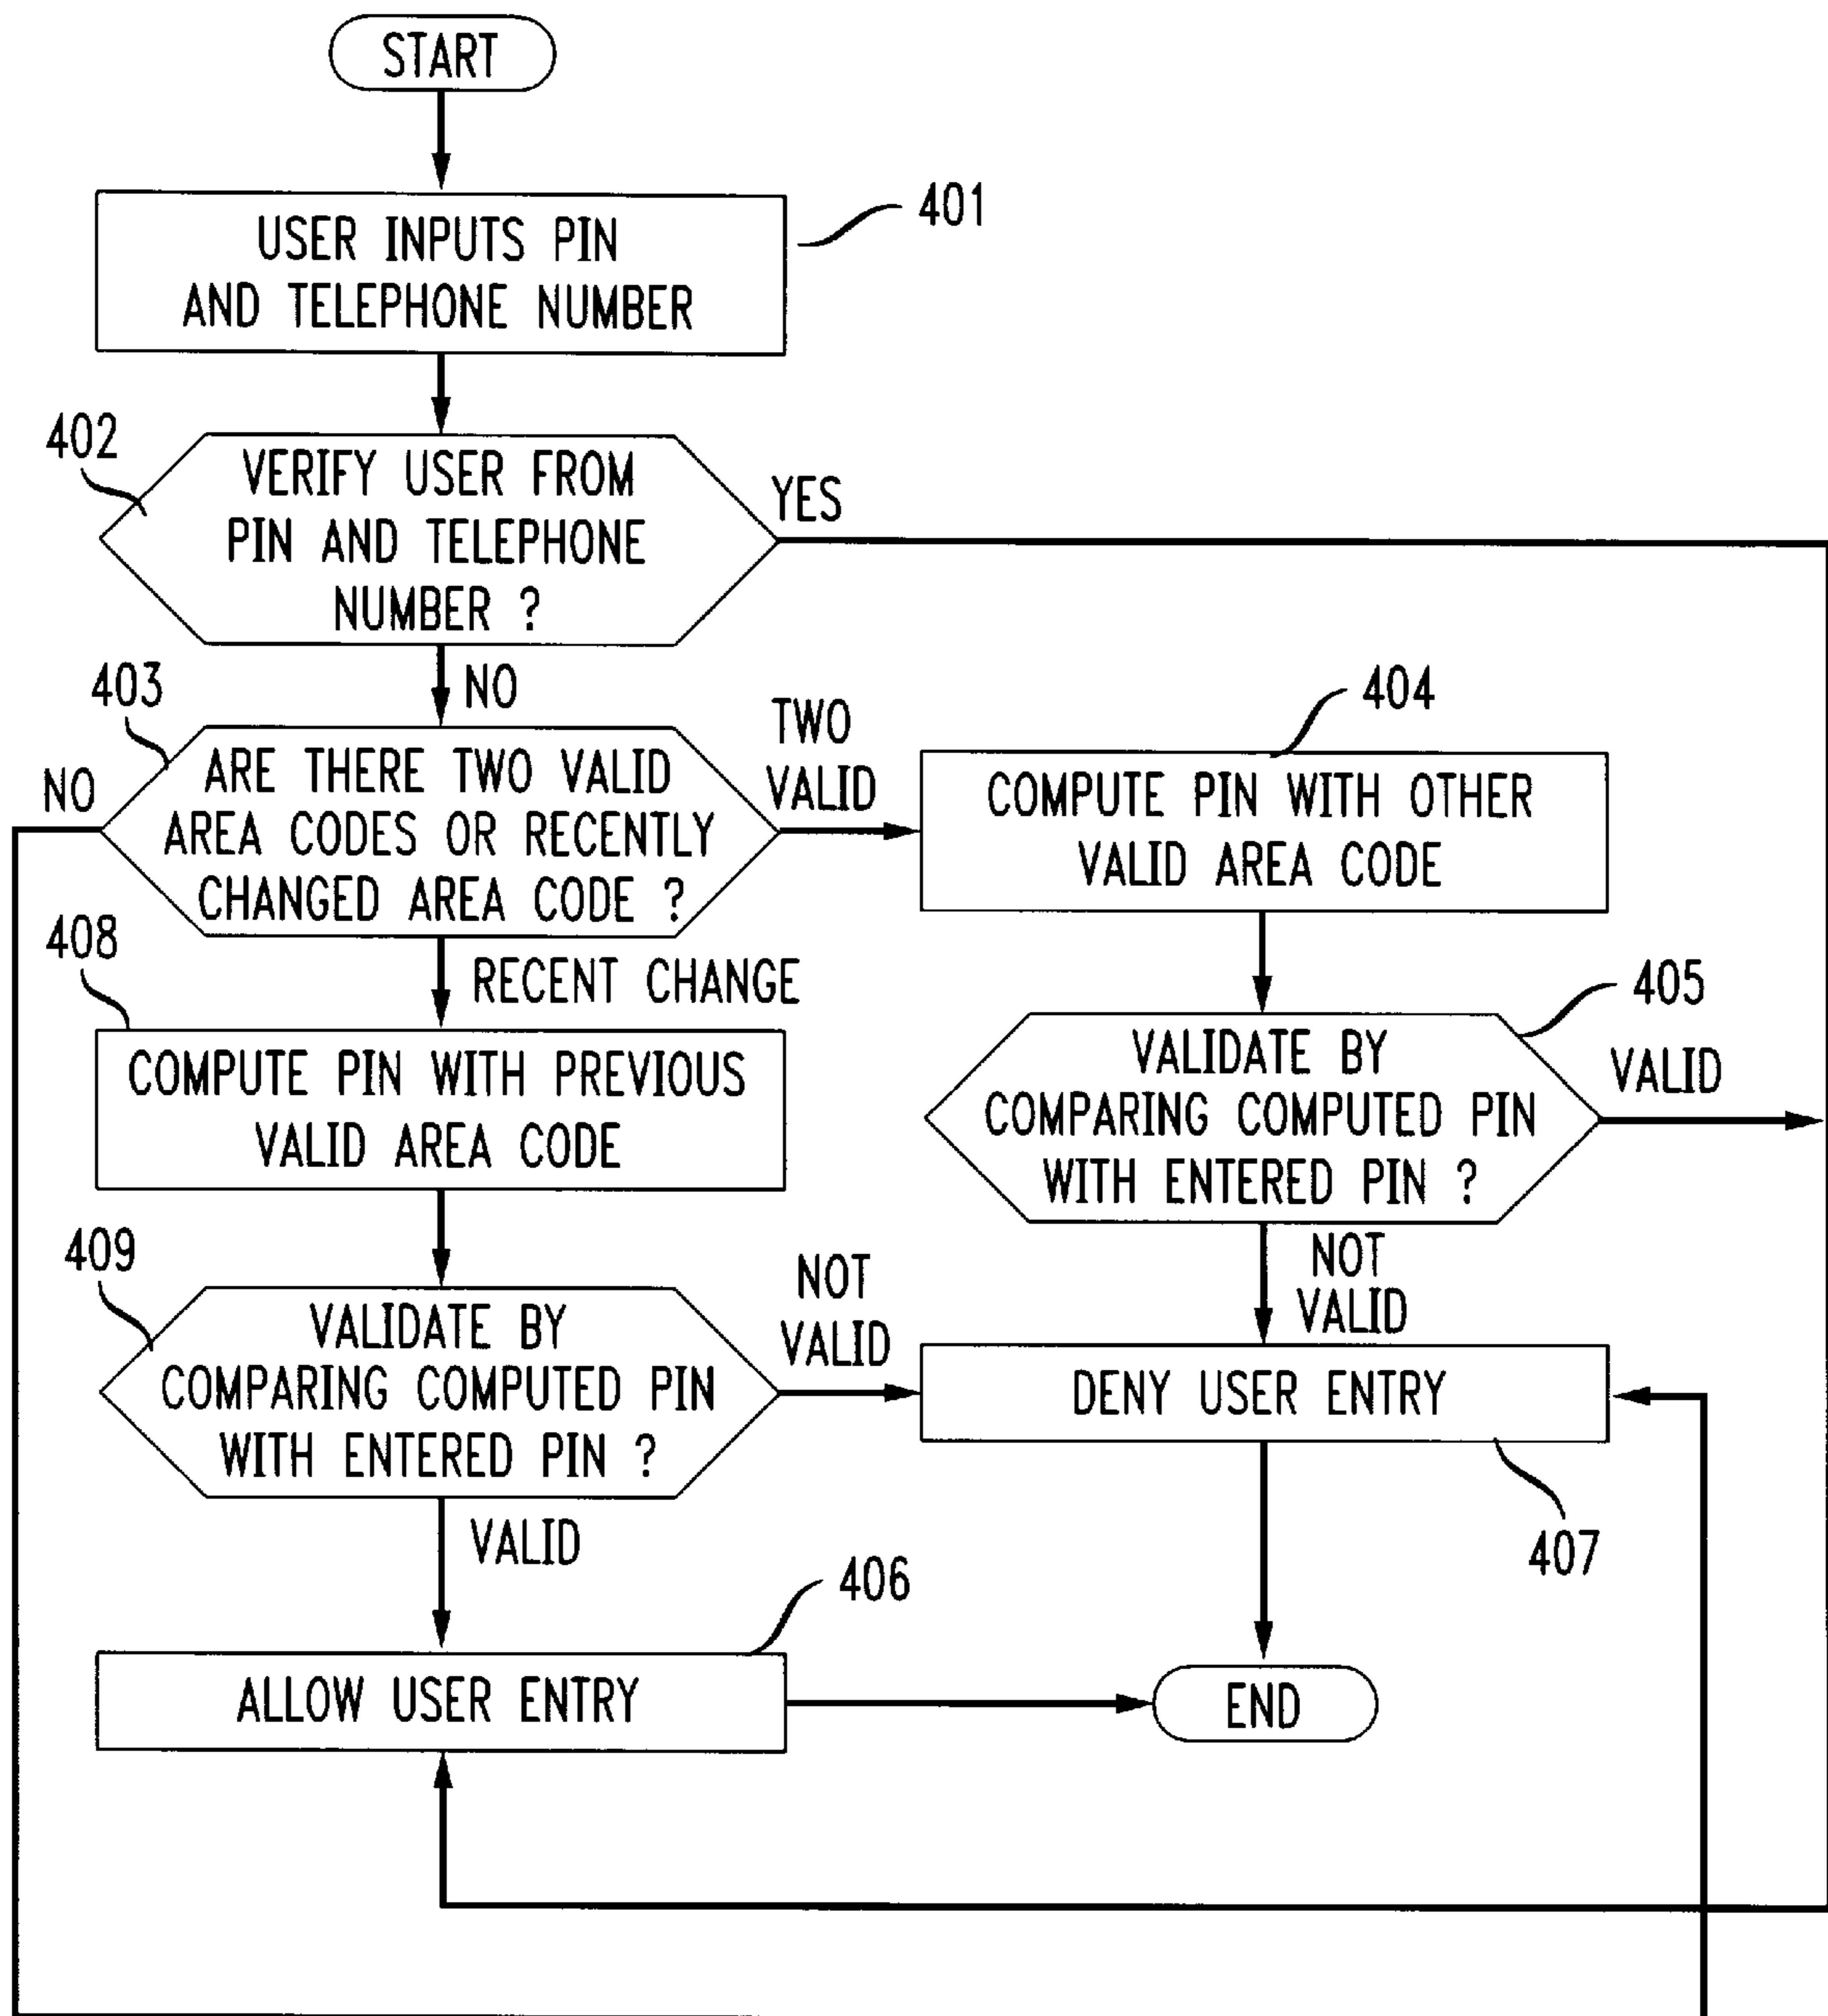 START
USER INPUTS PIN
AND TELEPHONE NUMBER
401
402
VERIFY USER FROM
PIN AND TELEPHONE
NUMBER ?
YES
NO
403
NO
ARE THERE TWO VALID
AREA CODES OR RECENTLY
CHANGED AREA CODE ?
TWO
VALID
404
COMPUTE PIN WITH OTHER
VALID AREA CODE
408
RECENT CHANGE
COMPUTE PIN WITH PREVIOUS
VALID AREA CODE
405
VALIDATE BY
COMPARING COMPUTED PIN
WITH ENTERED PIN ?
VALID
NOT
VALID
409
VALIDATE BY
COMPARING COMPUTED PIN
WITH ENTERED PIN ?
NOT
VALID
DENY USER ENTRY
407
VALID
406
ALLOW USER ENTRY
END